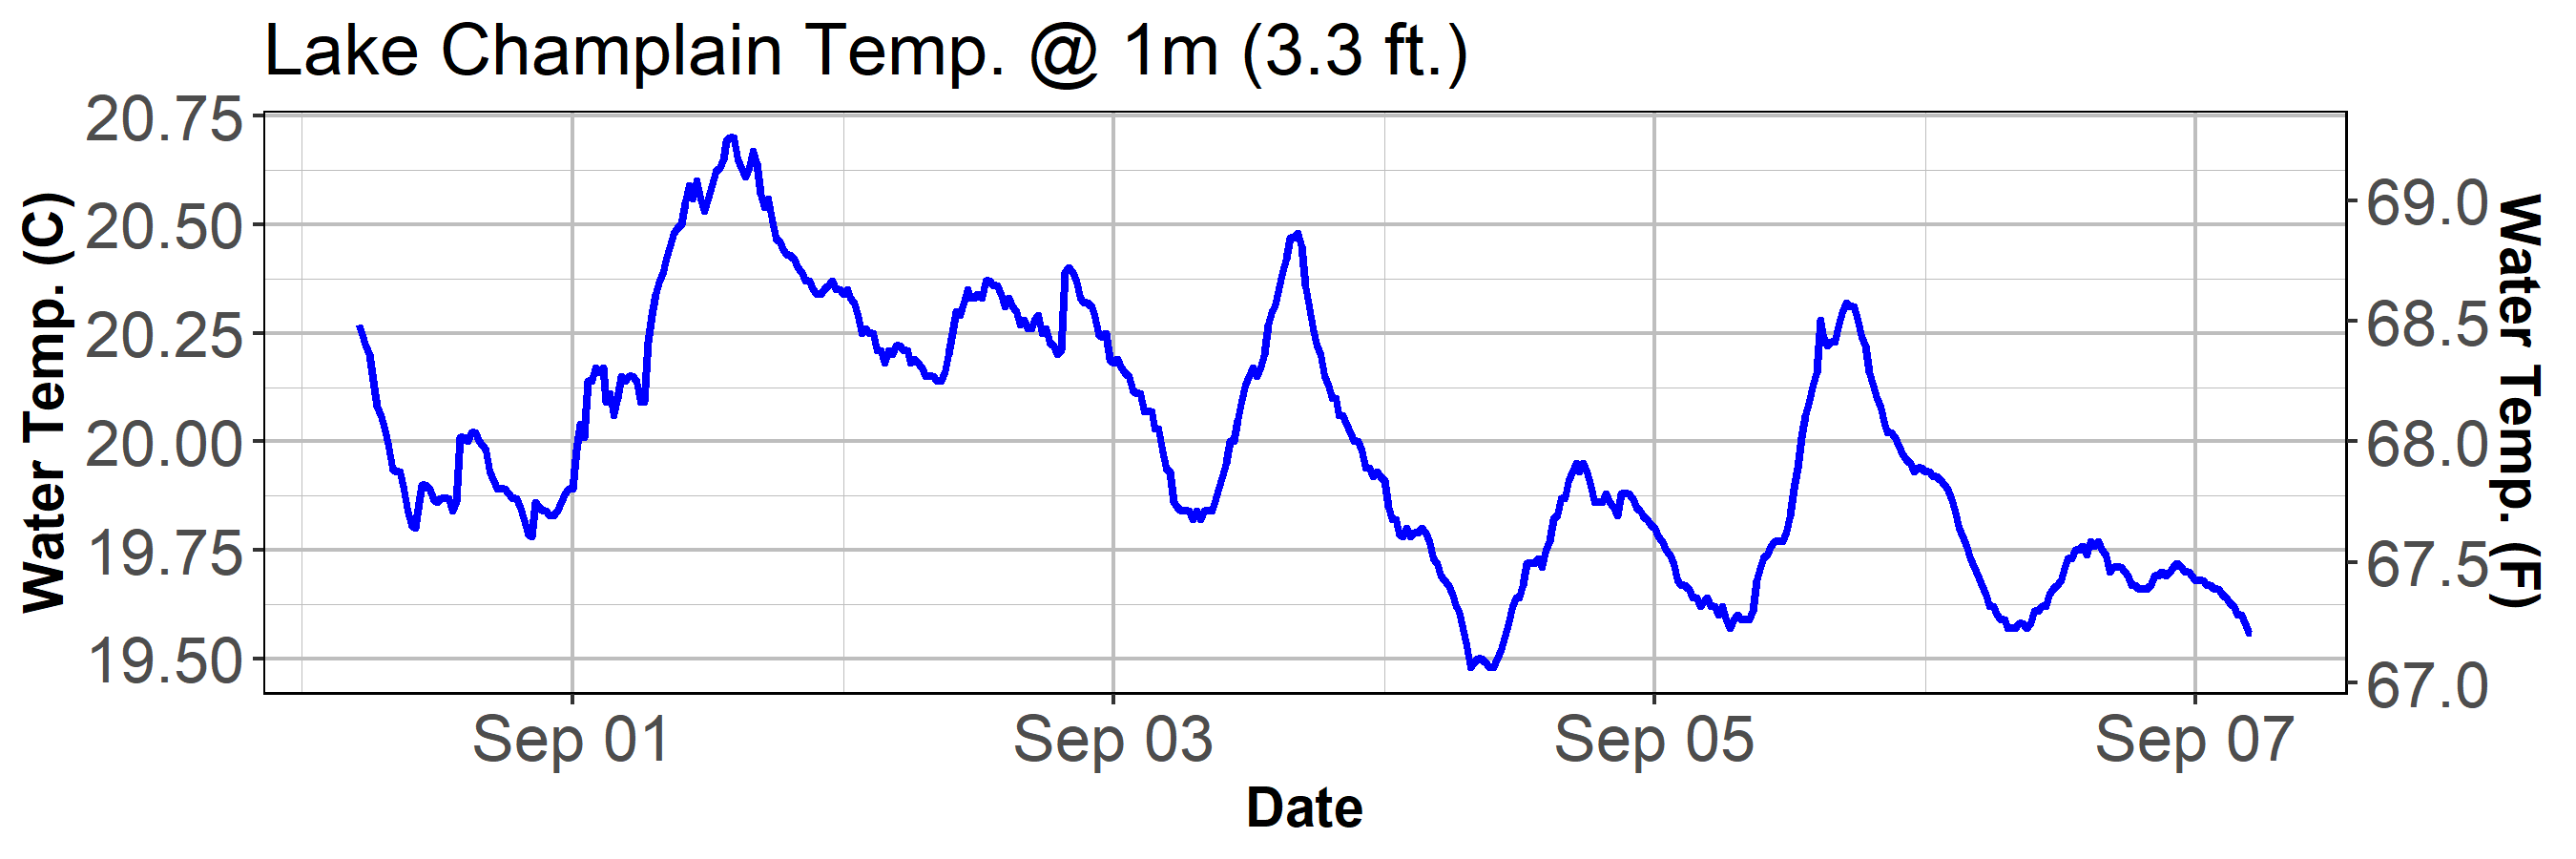 Lake Champlain Temp. @ 1m (3.3 ft.)
Water Temp. (C)
20.75
20.50
20.25
20.00
19.75
19.50
69.0
68.5
68.0
67.5
67.0
Water Temp. (F)
Sep 01
Sep 03
Sep 05
Sep 07
Date